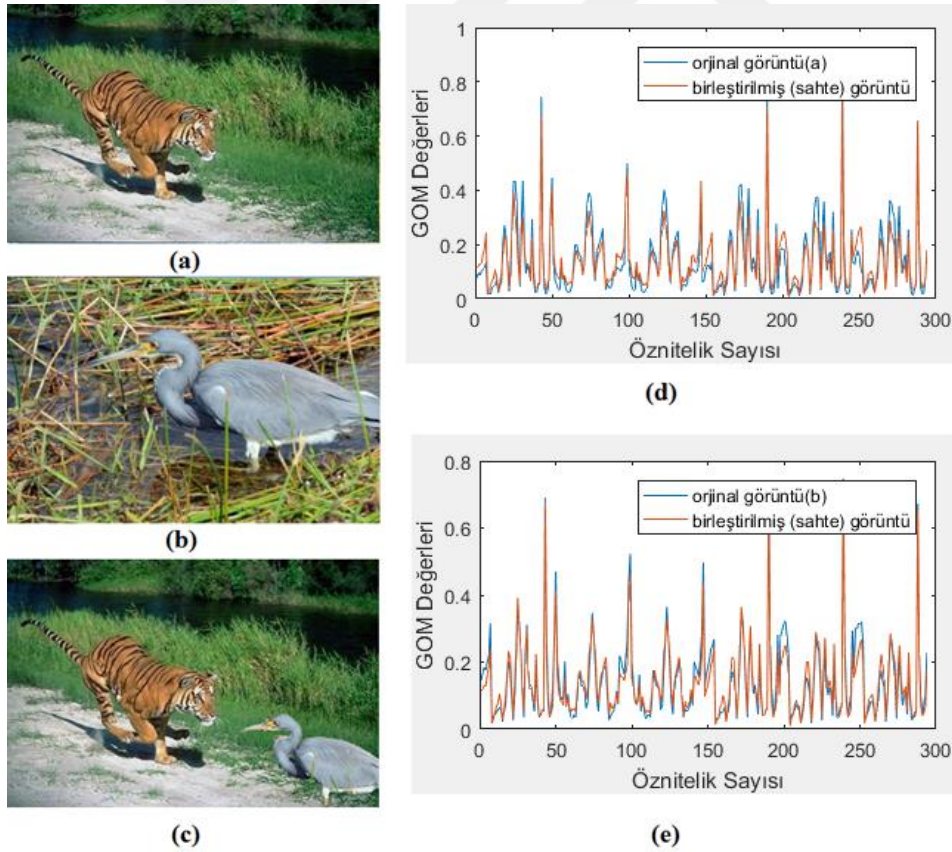 (a)
(b)
(c)
1
0.8
0.6
0.4
0.2
0
GOM Değerleri
orjinal görüntü(a)
birleştirilmiş (sahte) görüntü
0 50 100 150 200 250 300
Öznitelik Sayısı
(d)
0.8
0.6
0.4
0.2
0
GOM Değerleri
orjinal görüntü(b)
birleştirilmiş (sahte) görüntü
0 50 100 150 200 250 300
Öznitelik Sayısı
(e)